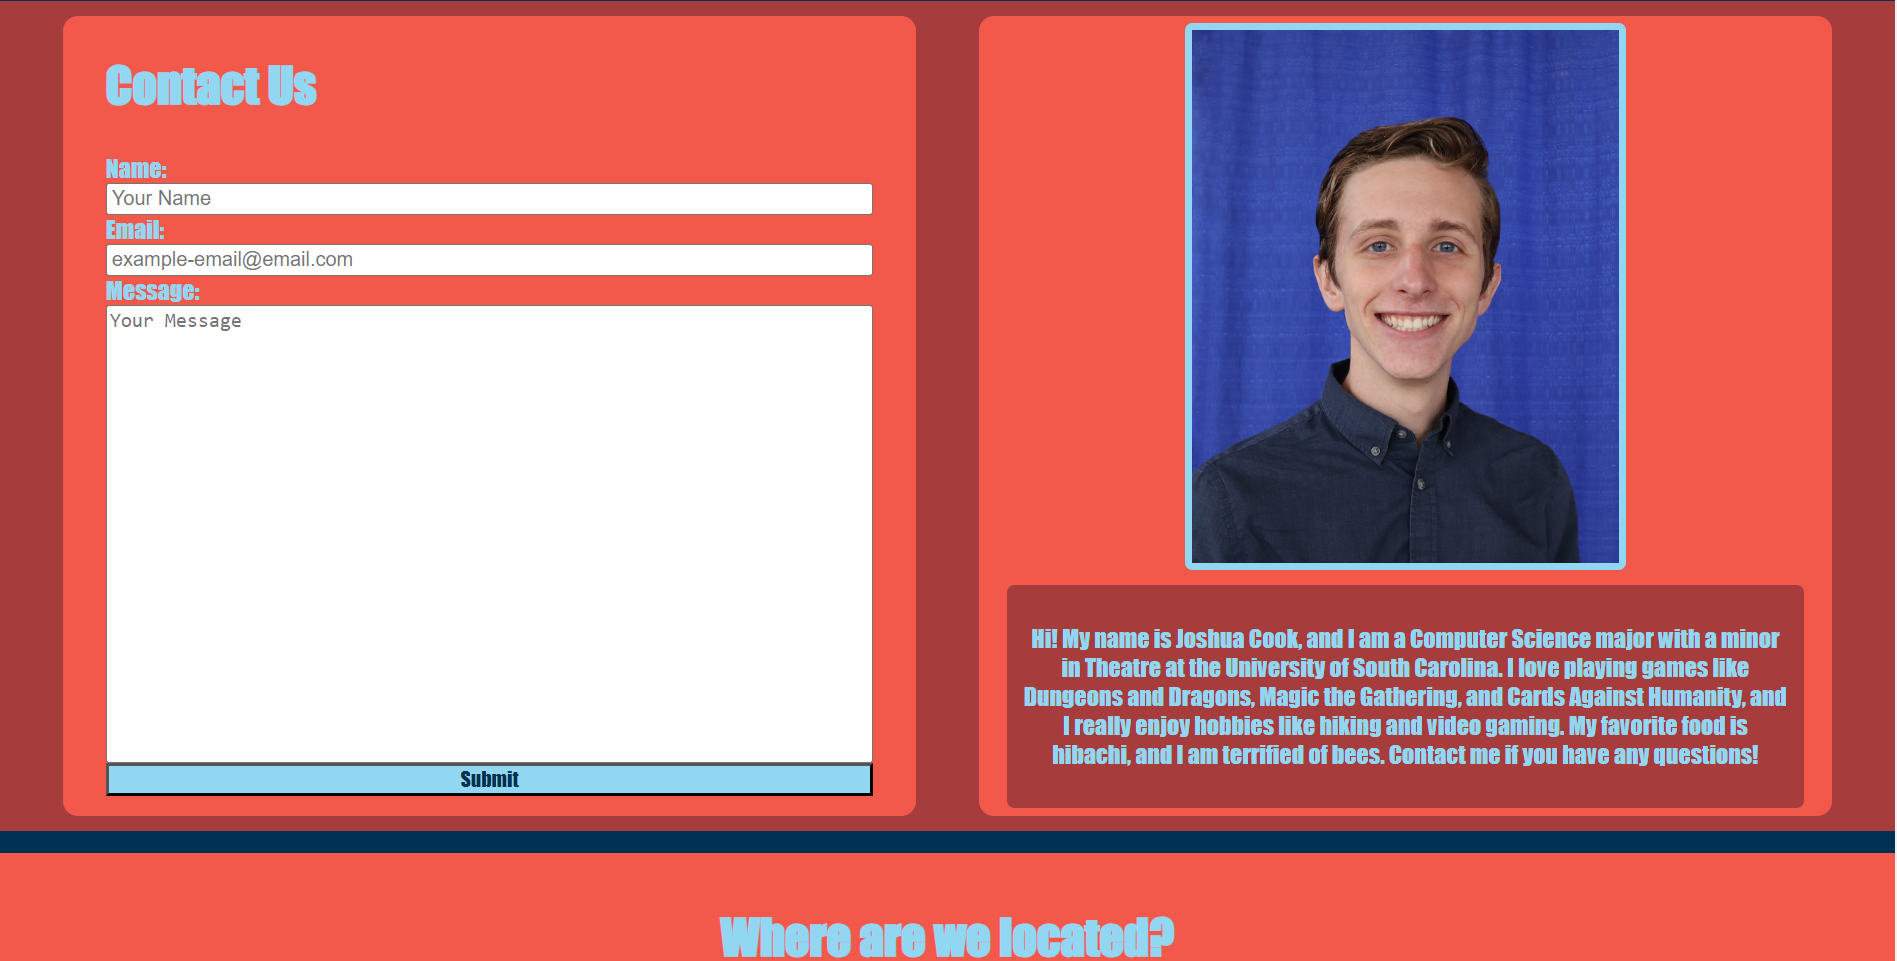 Contact Us
Name:
Your Name
Email:
example-email@email.com
Message:
Your Message
Submit
Hi! My name is Joshua Cook, and I am a Computer Science major with a minor
in Theatre at the University of South Carolina. I love playing games like
Dungeons and Dragons, Magic the Gathering, and Cards Against Humanity, and
I really enjoy hobbies like hiking and video gaming. My favorite food is
hibachi, and I am terrified of bees. Contact me if you have any questions!
Where are we located?